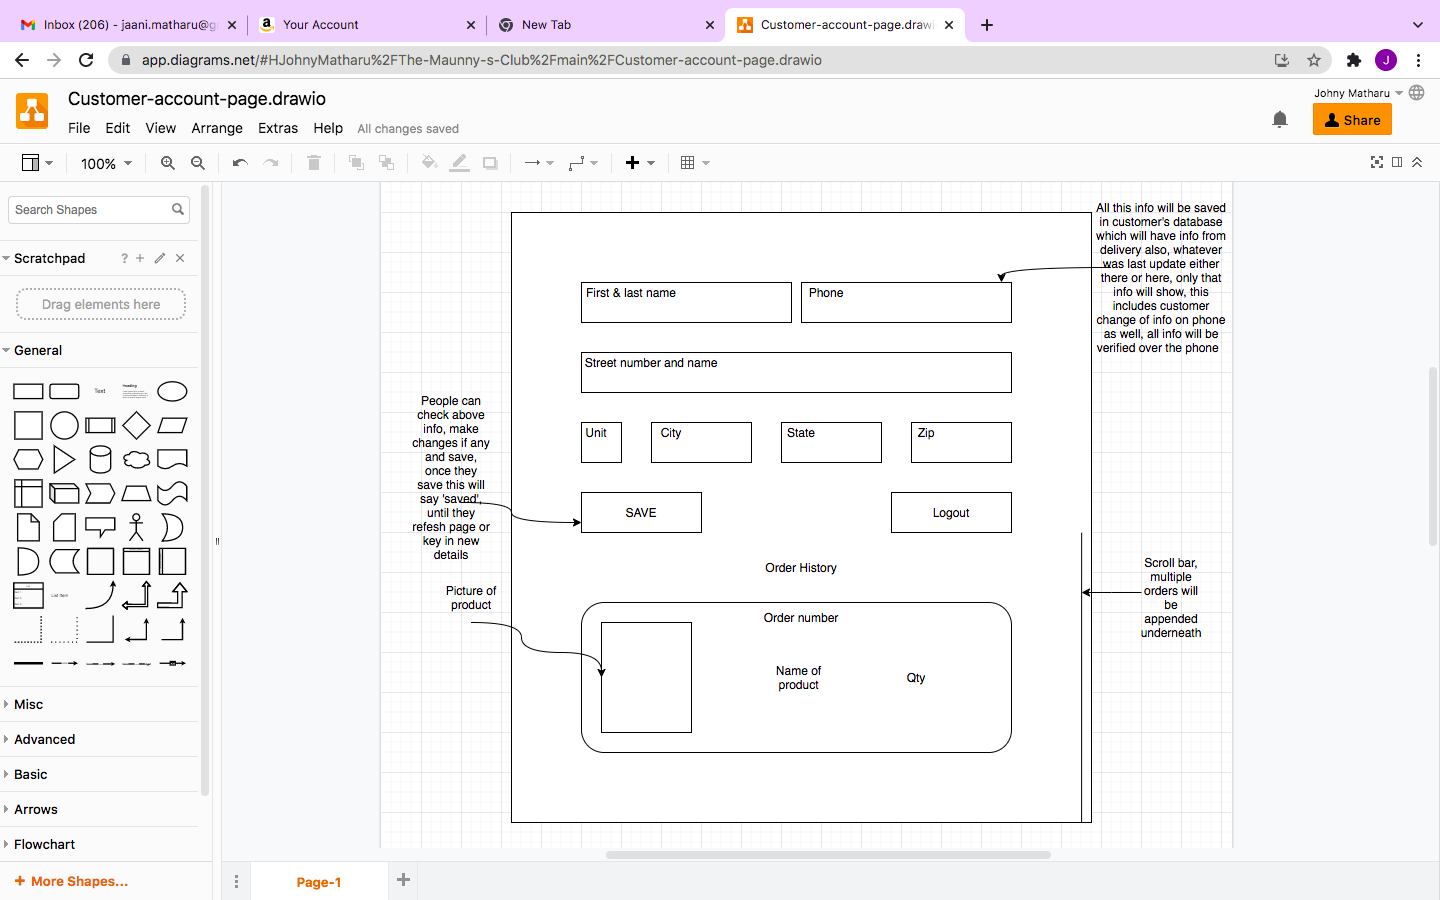 Inbox (206) - jaani.matharu@g
Your Account
New Tab
Customer-account-page.drawi
app.diagrams.net/#HJohnyMatharu%2FThe-Maunny-s-Club%2Fmain%2FCustomer-account-page.drawio
J
Customer-account-page.drawio
Johny Matharu
File Edit View Arrange Extras Help All changes saved
Share
100%
Search Shapes
Scratchpad
?
Drag elements here
General
Text
Heading
List Item
Misc
Advanced
Basic
Arrows
Flowchart
+ More Shapes...
All this info will be saved
in customer's database
which will have info from
delivery also, whatever
was last update either
there or here, only that
info will show, this
includes customer
change of info on phone
as well, all info will be
verified over the phone
First & last name
Phone
Street number and name
Unit
City
State
Zip
People can
check above
info, make
changes if any
and save,
once they
save this will
say 'saved',
until they
refesh page or
key in new
details
SAVE
Logout
Order History
Picture of
product
Order number
Name of
product
Qty
Scroll bar,
multiple
orders will
be
appended
underneath
Page-1